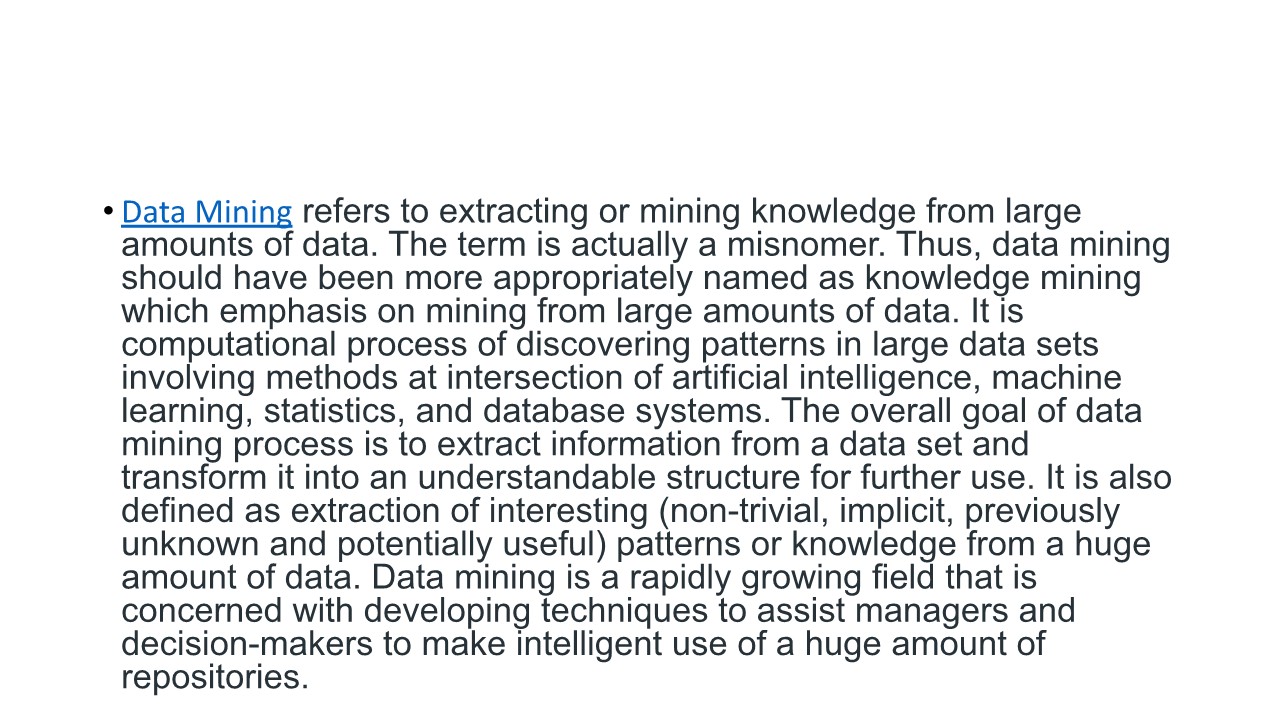 • Data Mining refers to extracting or mining knowledge from large
amounts of data. The term is actually a misnomer. Thus, data mining
should have been more appropriately named as knowledge mining
which emphasis on mining from large amounts of data. It is
computational process of discovering patterns in large data sets
involving methods at intersection of artificial intelligence, machine
learning, statistics, and database systems. The overall goal of data
mining process is to extract information from a data set and
transform it into an understandable structure for further use. It is also
defined as extraction of interesting (non-trivial, implicit, previously
unknown and potentially useful) patterns or knowledge from a huge
amount of data. Data mining is a rapidly growing field that is
concerned with developing techniques to assist managers and
decision-makers to make intelligent use of a huge amount of
repositories.